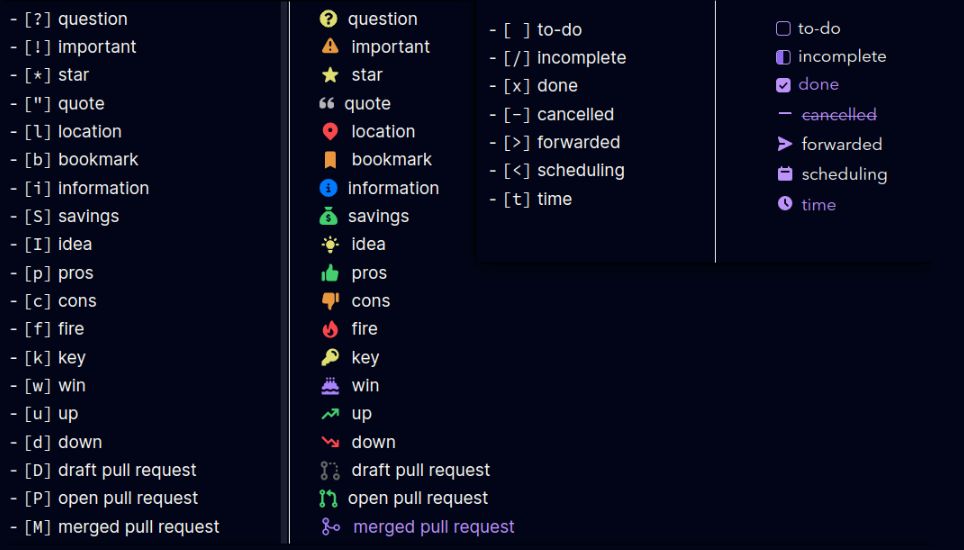 - [?] question
- [!] important
- [*] star
- ["] quote
- [l] location
- [b] bookmark
- [i] information
- [S] savings
- [I] idea
- [p] pros
- [c] cons
- [f] fire
- [k] key
- [w] win
- [u] up
- [d] down
- [D] draft pull request
- [P] open pull request
- [M] merged pull request
question
important
star
quote
location
bookmark
information
savings
idea
pros
cons
fire
key
win
up
down
draft pull request
open pull request
merged pull request
- [ ] to-do
- [/] incomplete
- [x] done
- [-] cancelled
- [>] forwarded
- [<] scheduling
- [t] time
to-do
incomplete
done
cancelled
forwarded
scheduling
time